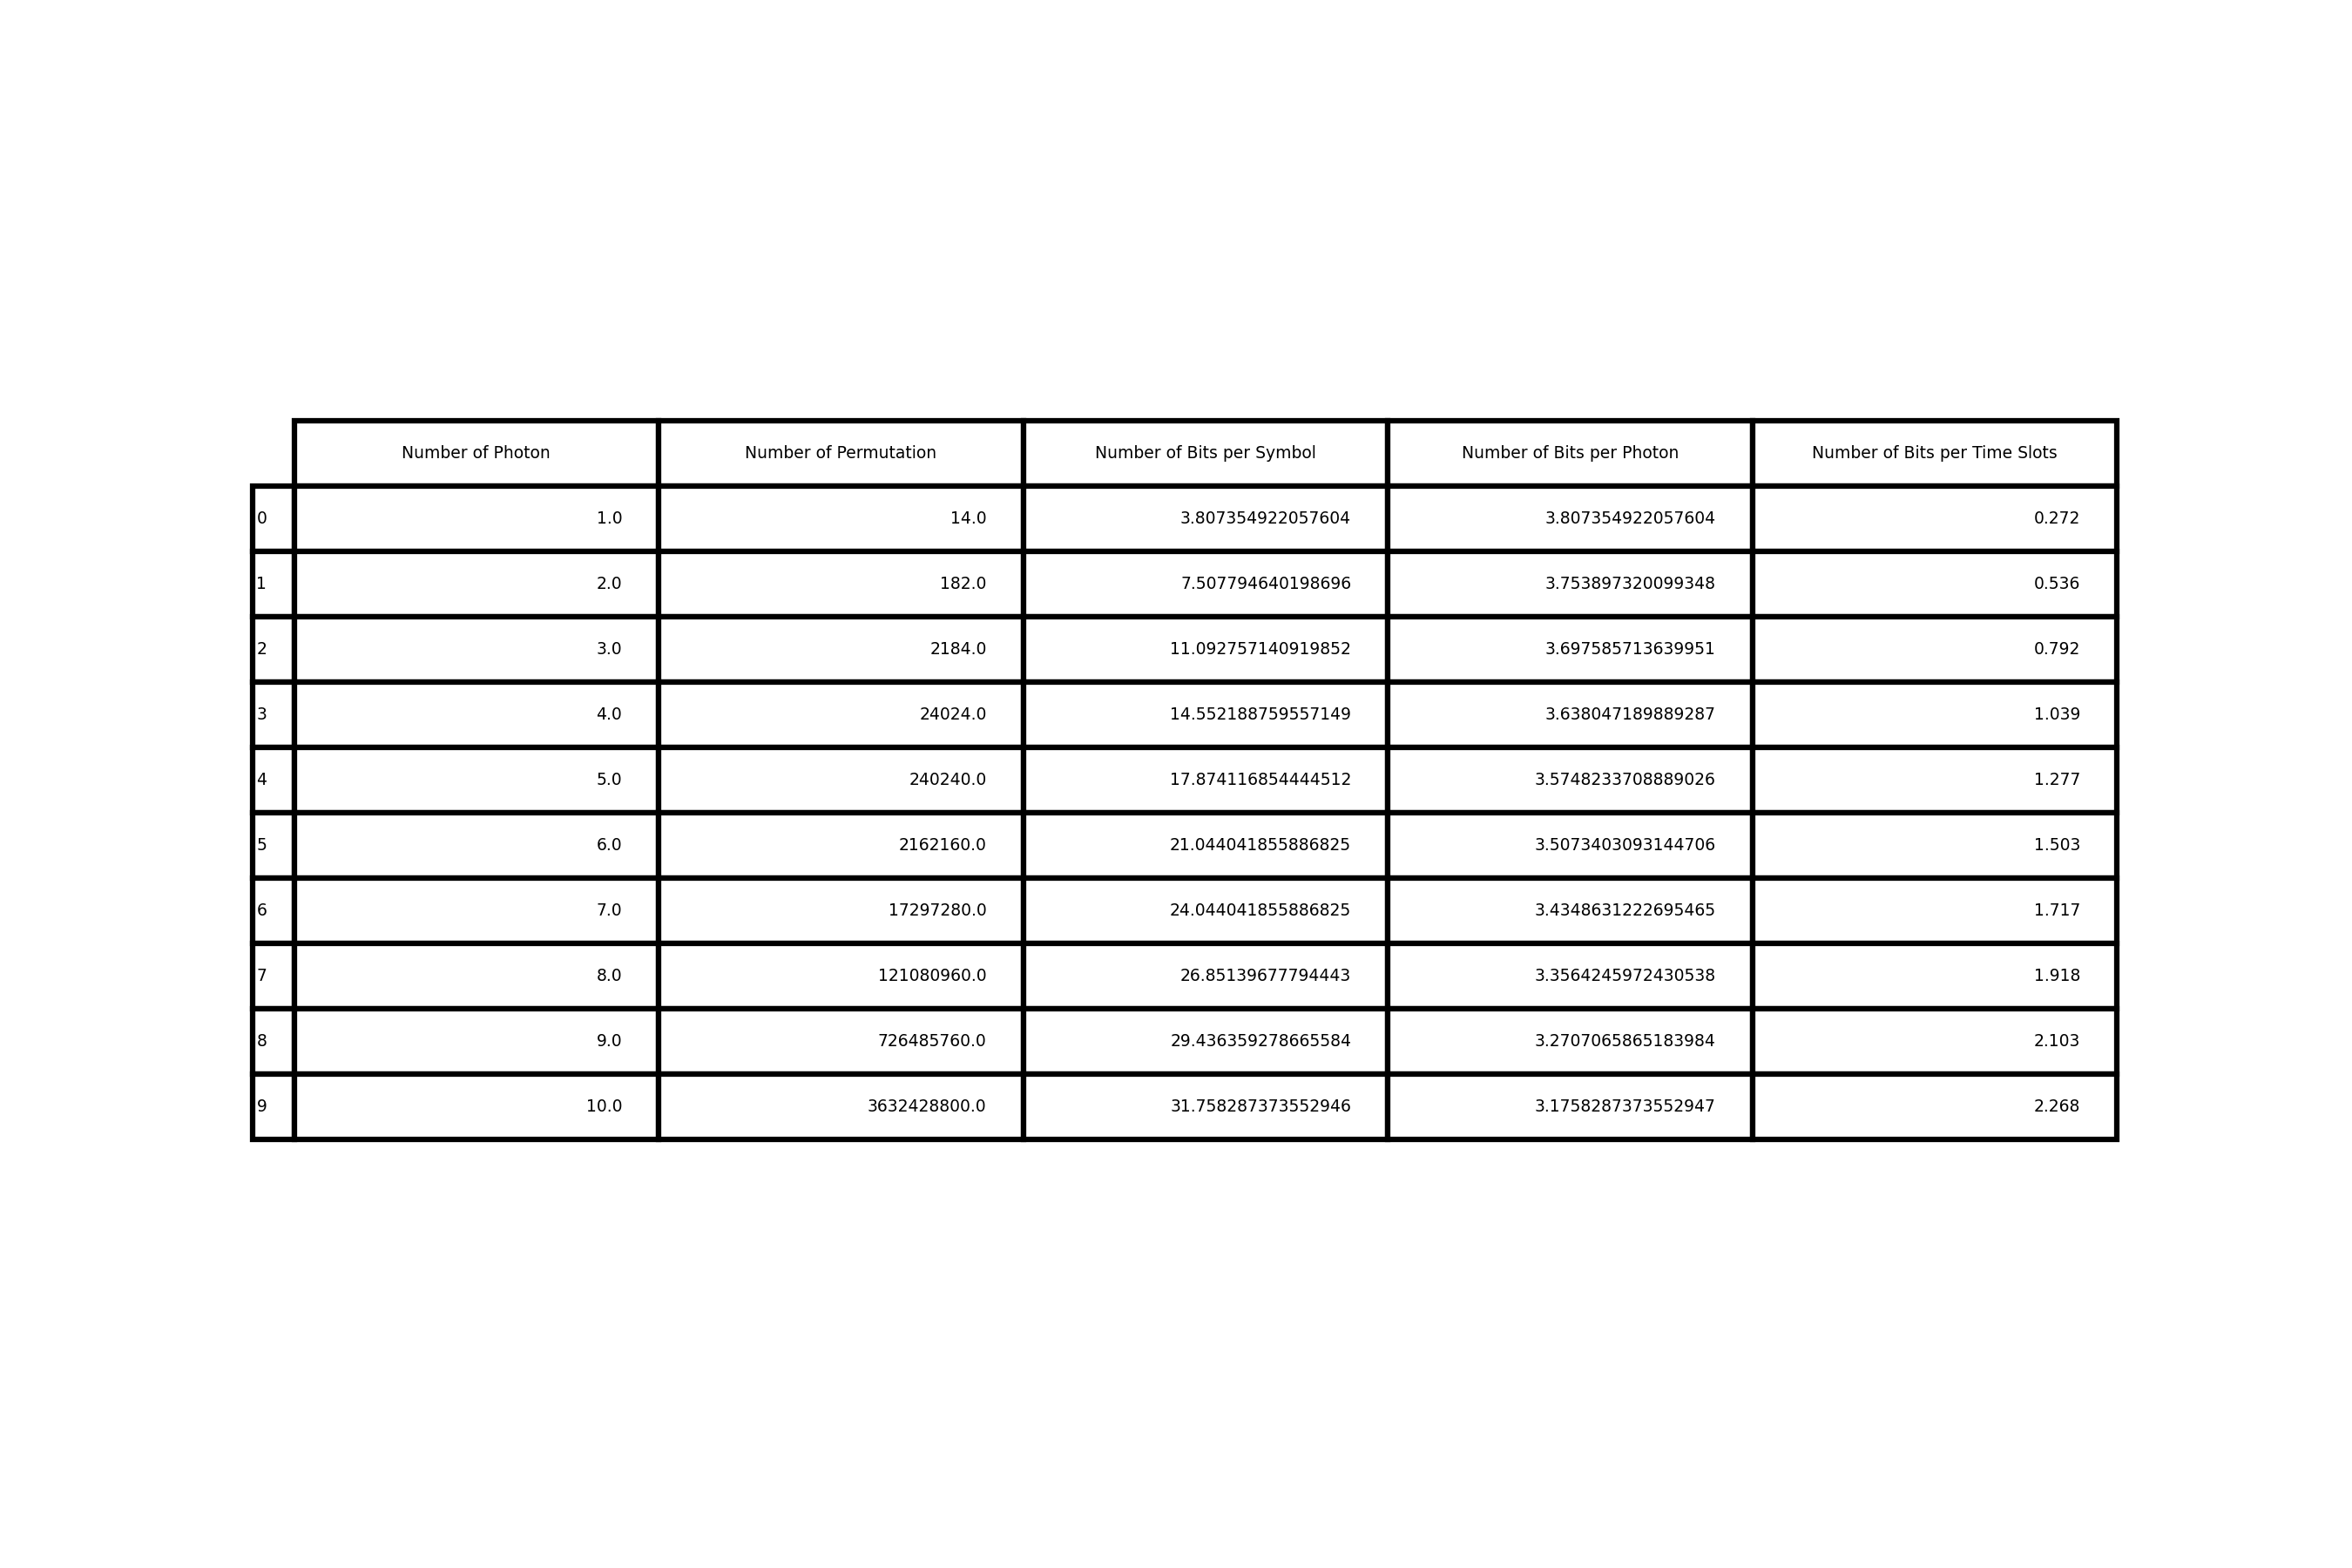 Number of Photon Number of Permutation Number of Bits per Symbol Number of Bits per Photon Number of Bits per Time Slots
0 1.0 14.0 3.807354922057604 3.807354922057604 0.272
1 2.0 182.0 7.507794640198696 3.753897320099348 0.536
2 3.0 2184.0 11.092757140919852 3.697585713639951 0.792
3 4.0 24024.0 14.552188759557149 3.638047189889287 1.039
4 5.0 240240.0 17.874116854444512 3.5748233708889026 1.277
5 6.0 2162160.0 21.044041855886825 3.5073403093144706 1.503
6 7.0 17297280.0 24.044041855886825 3.4348631222695465 1.717
7 8.0 121080960.0 26.85139677794443 3.3564245972430538 1.918
8 9.0 726485760.0 29.436359278665584 3.2707065865183984 2.103
9 10.0 3632428800.0 31.758287373552946 3.1758287373552947 2.268